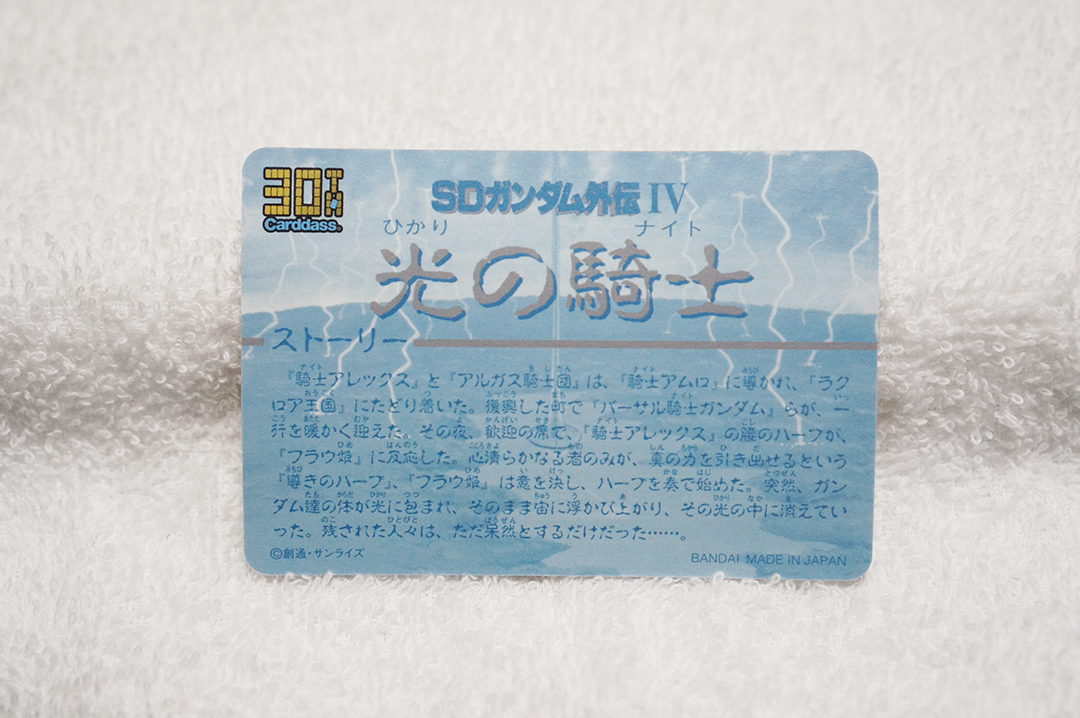 30TH
Carddass®
SDガンダム外伝 IV
ひかり ナイト
光の騎士
ストーリー
『騎士アレックス』と『アルガス騎士団』は、『騎士アムロ』に導かれ、『ラク
ロア王国』にたどり着いた。復興した町で『バーサル騎士ガンダム』らが、一
行を暖かく迎えた。その夜、歓迎の席で、『騎士アレックス』の腰のハープが、
『フラウ姫』に反応した。心清らかなる者のみが、真の力を引き出せるという
『導きのハープ』、『フラウ姫』は意を決し、ハープを奏で始めた。突然、ガン
ダム達の体が光に包まれ、そのまま宙に浮かび上がり、その光の中に消えてい
った。残された人々は、ただ呆然とするだけだった……。
©創通・サンライズ
BANDAI MADE IN JAPAN